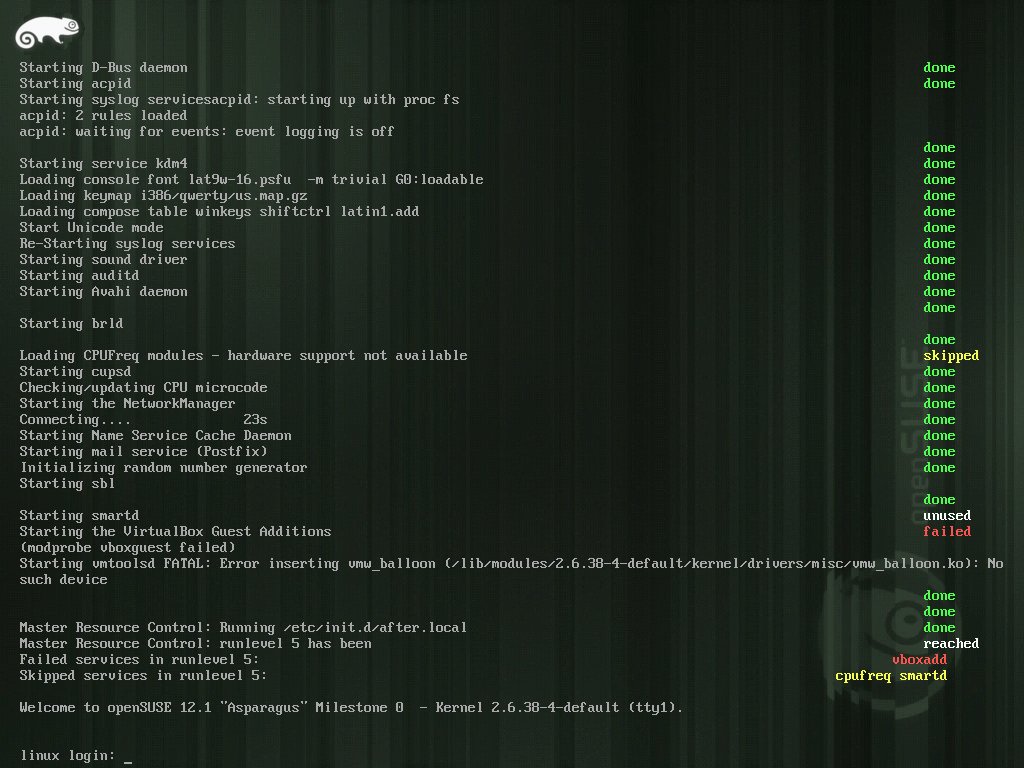 Starting D-Bus daemon done
Starting acpid done
Starting syslog servicesacpid: starting up with proc fs
acpid: 2 rules loaded
acpid: waiting for events: event logging is off
done
Starting service kdm4 done
Loading console font lat9w-16.psfu  -m trivial G0:loadable done
Loading keymap i386/qwerty/us.map.gz done
Loading compose table winkeys shiftctrl latin1.add done
Start Unicode mode done
Re-Starting syslog services done
Starting sound driver done
Starting auditd done
Starting Avahi daemon done
done
Starting brld
done
Loading CPUFreq modules - hardware support not available skipped
Starting cupsd done
Checking/updating CPU microcode done
Starting the NetworkManager done
Connecting.... 23s done
Starting Name Service Cache Daemon done
Starting mail service (Postfix) done
Initializing random number generator done
Starting sbl
done
Starting smartd unused
Starting the VirtualBox Guest Additions failed
(modprobe vboxguest failed)
Starting vmtoolsd FATAL: Error inserting vmw_balloon (/lib/modules/2.6.38-4-default/kernel/drivers/misc/vmw_balloon.ko): No
such device
done
done
Master Resource Control: Running /etc/init.d/after.local done
Master Resource Control: runlevel 5 has been reached
Failed services in runlevel 5: vboxadd
Skipped services in runlevel 5: cpufreq smartd
Welcome to openSUSE 12.1 "Asparagus" Milestone 0  - Kernel 2.6.38-4-default (tty1).
linux login: _
openSUSE